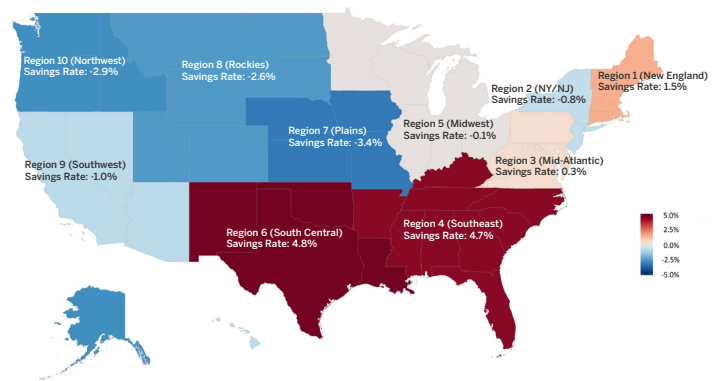 Region 10 (Northwest)
Savings Rate: -2.9%
Region 8 (Rockies)
Savings Rate: -2.6%
Region 1 (New England)
Savings Rate: 1.5%
Region 2 (NY/NJ)
Savings Rate: -0.8%
Region 7 (Plains)
Savings Rate: -3.4%
Region 5 (Midwest)
Savings Rate: -0.1%
Region 9 (Southwest)
Savings Rate: -1.0%
Region 3 (Mid-Atlantic)
Savings Rate: 0.3%
Region 6 (South Central)
Savings Rate: 4.8%
Region 4 (Southeast)
Savings Rate: 4.7%
5.0%
2.5%
0.0%
-2.5%
-5.0%